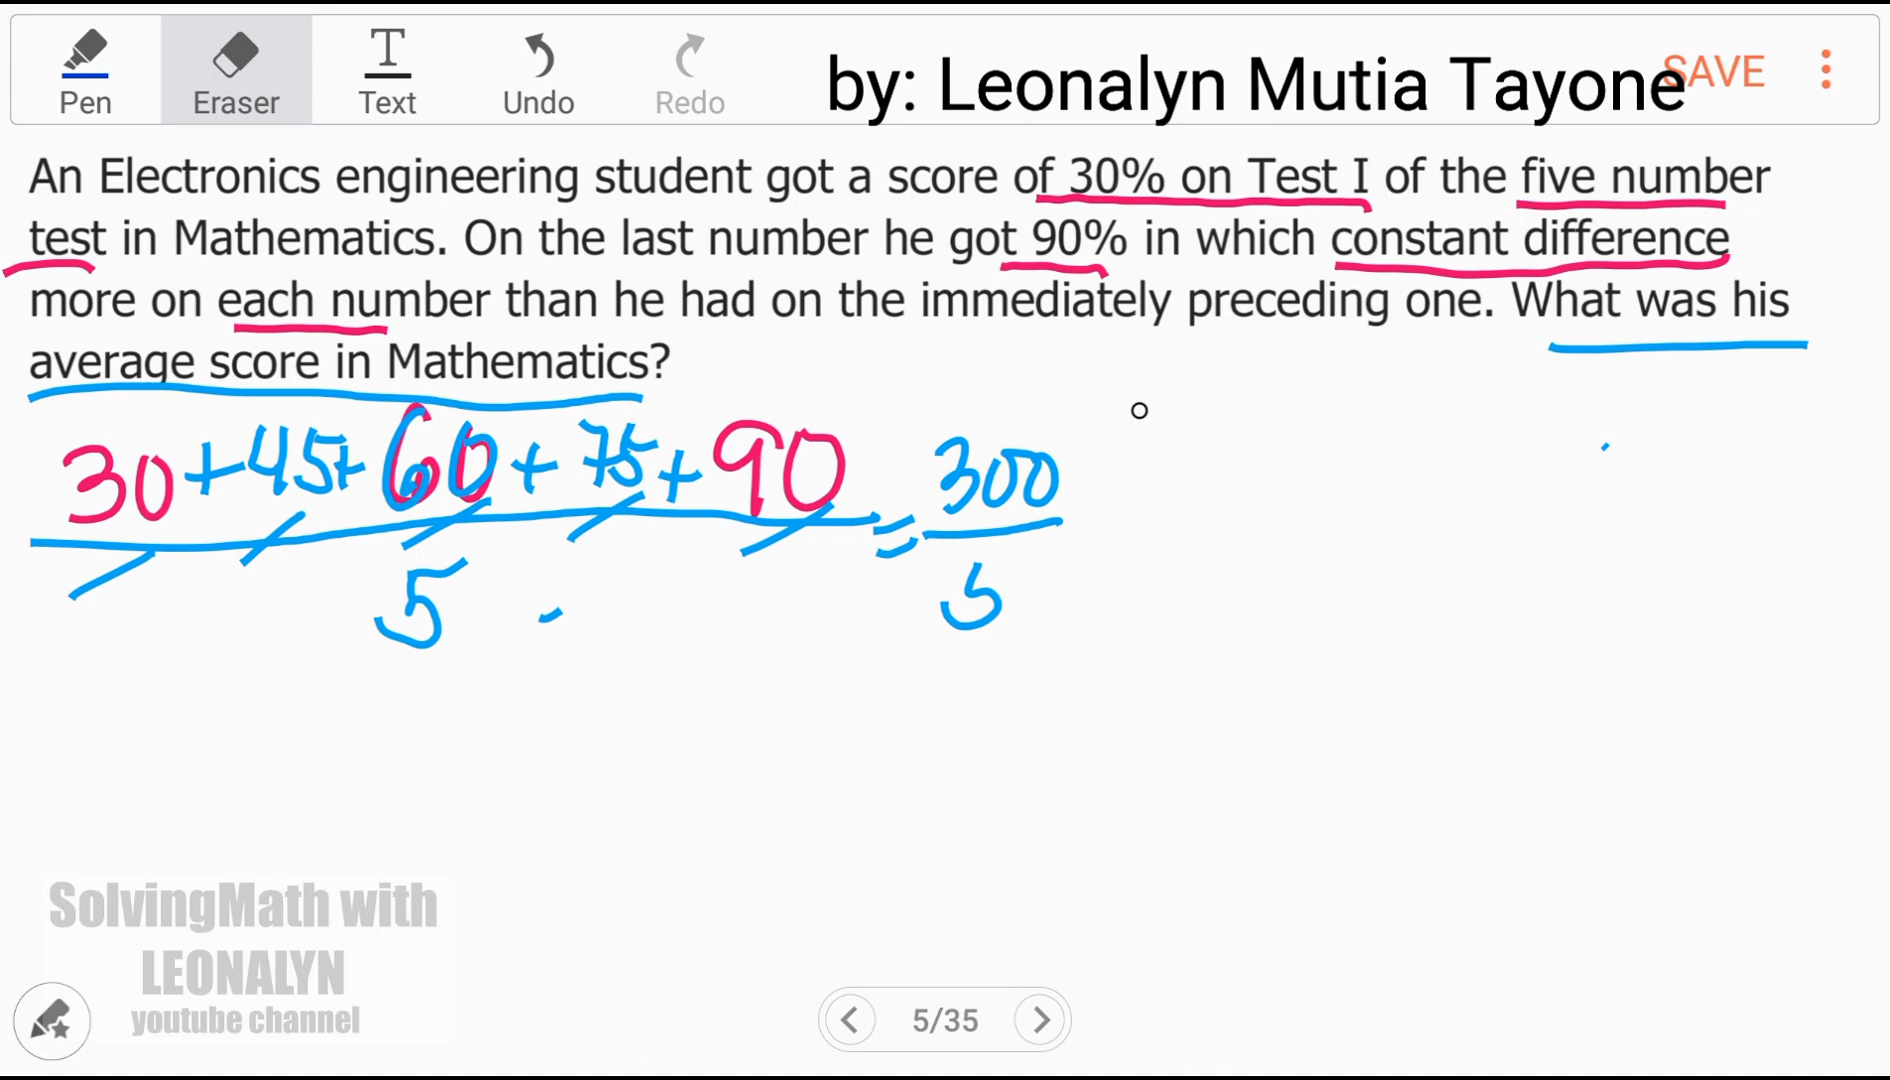 Pen Eraser T Text Undo Redo by: Leonalyn Mutia Tayone SAVE
An Electronics engineering student got a score of 30% on Test I of the five number
test in Mathematics. On the last number he got 90% in which constant difference
more on each number than he had on the immediately preceding one. What was his
average score in Mathematics?
30+45+60+75+90 = 300
5 5
SolvingMath with
LEONALYN
youtube channel
5/35